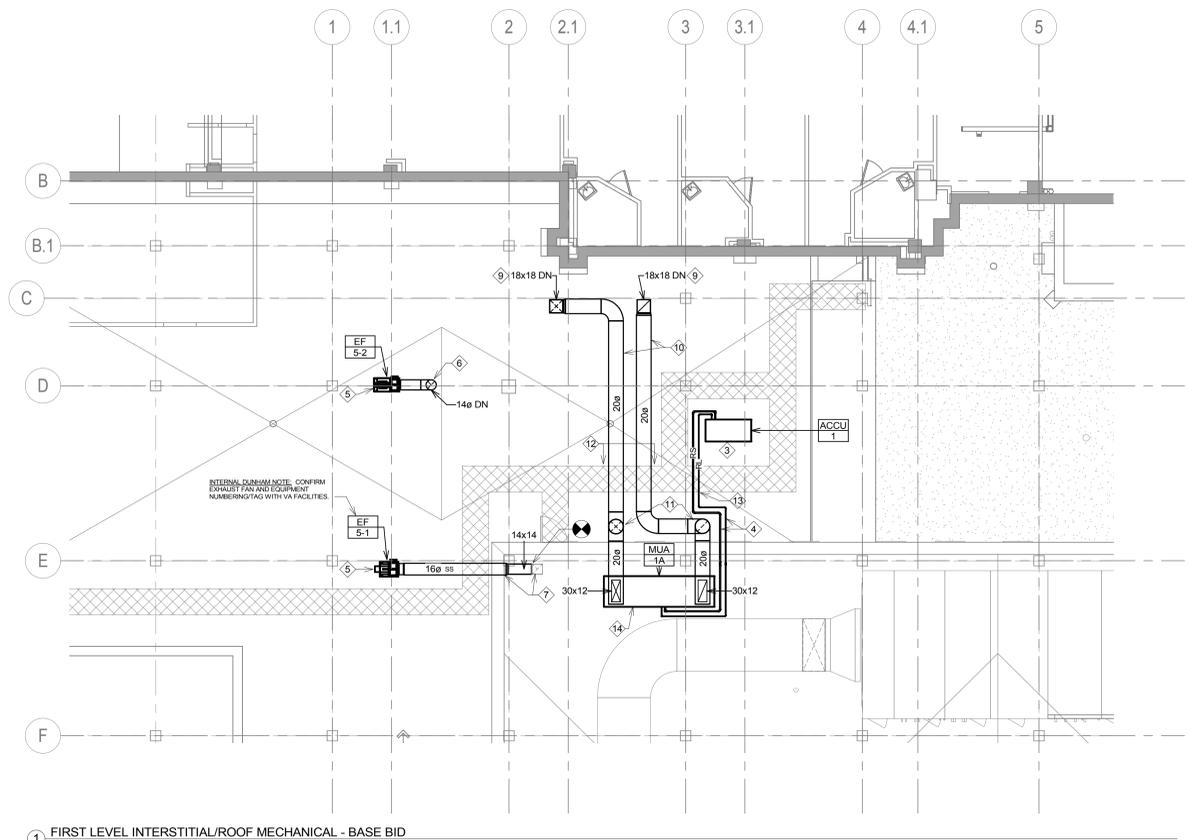 1 1.1 2 2.1 3 3.1 4 4.1 5
B
B.1
9 18x18 DN 18x18 DN 9
C
10
EF
5-2
6
D
5
14ø DN
20ø 20ø
ACCU
1
12
3
RS
RL
INTERNAL DUNHAM NOTE: CONFIRM
EXHAUST FAN AND EQUIPMENT
NUMBERING/TAG WITH VA FACILITIES.
13
11
EF
5-1
4
14x14
MUA
1A
E
20ø 20ø
5
16ø SS
7
30x12 30x12
14
F
1 FIRST LEVEL INTERSTITIAL/ROOF MECHANICAL - BASE BID